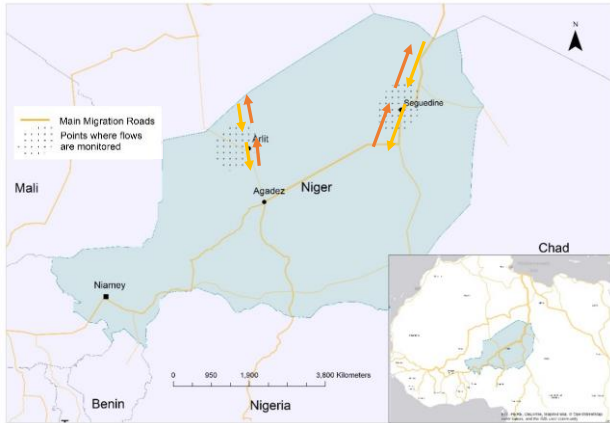 N
Seguedine
Main Migration Roads
Points where flows
are monitored
Arlit
Mali
Niger
Agadez
Chad
Niamey
0 950 1,900 3,800 Kilometers
Benin
Nigeria